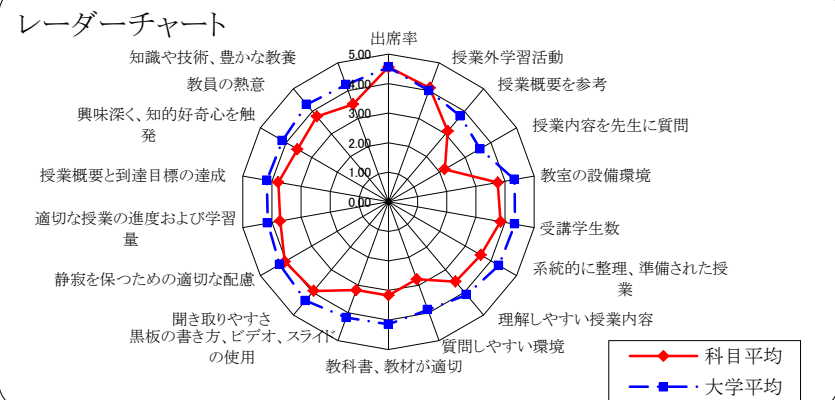 レーダーチャート
出席率
授業外学習活動
授業概要を参考
授業内容を先生に質問
教室の設備環境
受講学生数
系統的に整理、準備された授
業
理解しやすい授業内容
質問しやすい環境
教科書、教材が適切
黒板の書き方、ビデオ、スライド
の使用
聞き取りやすさ
静寂を保つための適切な配慮
適切な授業の進度および学習
量
授業概要と到達目標の達成
興味深く、知的好奇心を触
発
教員の熱意
知識や技術、豊かな教養
5.00
4.00
3.00
2.00
1.00
0.00
科目平均
大学平均